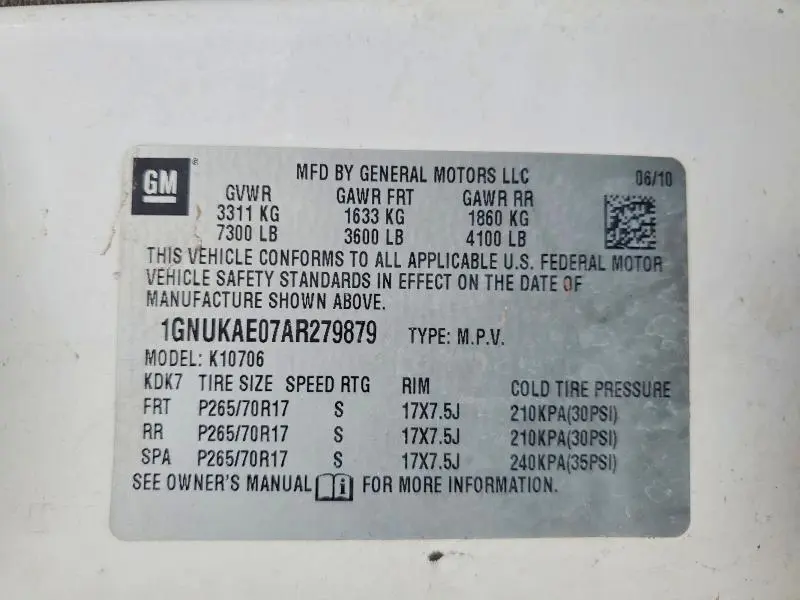 GM ®
MFD BY GENERAL MOTORS LLC 06/10
GVWR GAWR FRT GAWR RR
3311 KG 1633 KG 1860 KG
7300 LB 3600 LB 4100 LB
THIS VEHICLE CONFORMS TO ALL APPLICABLE U.S. FEDERAL MOTOR
VEHICLE SAFETY STANDARDS IN EFFECT ON THE DATE OF
MANUFACTURE SHOWN ABOVE.
1GNUKAE07AR279879 TYPE: M.P.V.
MODEL: K10706
KDK7 TIRE SIZE SPEED RTG RIM COLD TIRE PRESSURE
FRT P265/70R17 S 17X7.5J 210KPA(30PSI)
RR P265/70R17 S 17X7.5J 210KPA(30PSI)
SPA P265/70R17 S 17X7.5J 240KPA(35PSI)
SEE OWNER'S MANUAL i FOR MORE INFORMATION.